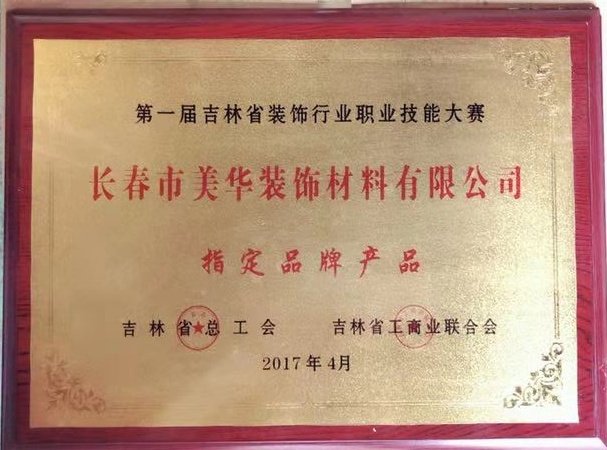 第一届吉林省装饰行业职业技能大赛
长春市美华装饰材料有限公司
指定品牌产品
吉林省总工会 吉林省工商业联合会
2017年4月